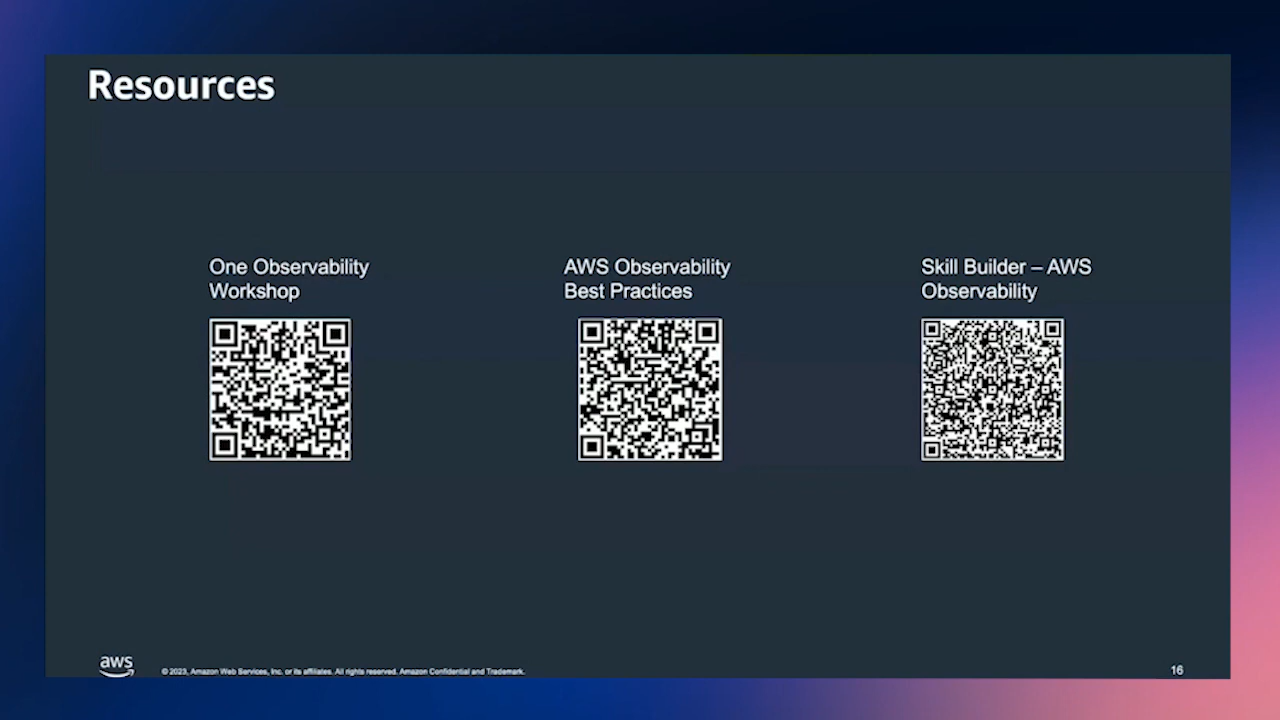 Resources
One Observability
Workshop
AWS Observability
Best Practices
Skill Builder – AWS
Observability
aws
© 2023, Amazon Web Services, Inc. or its affiliates. All rights reserved. Amazon Confidential and Trademark.
16